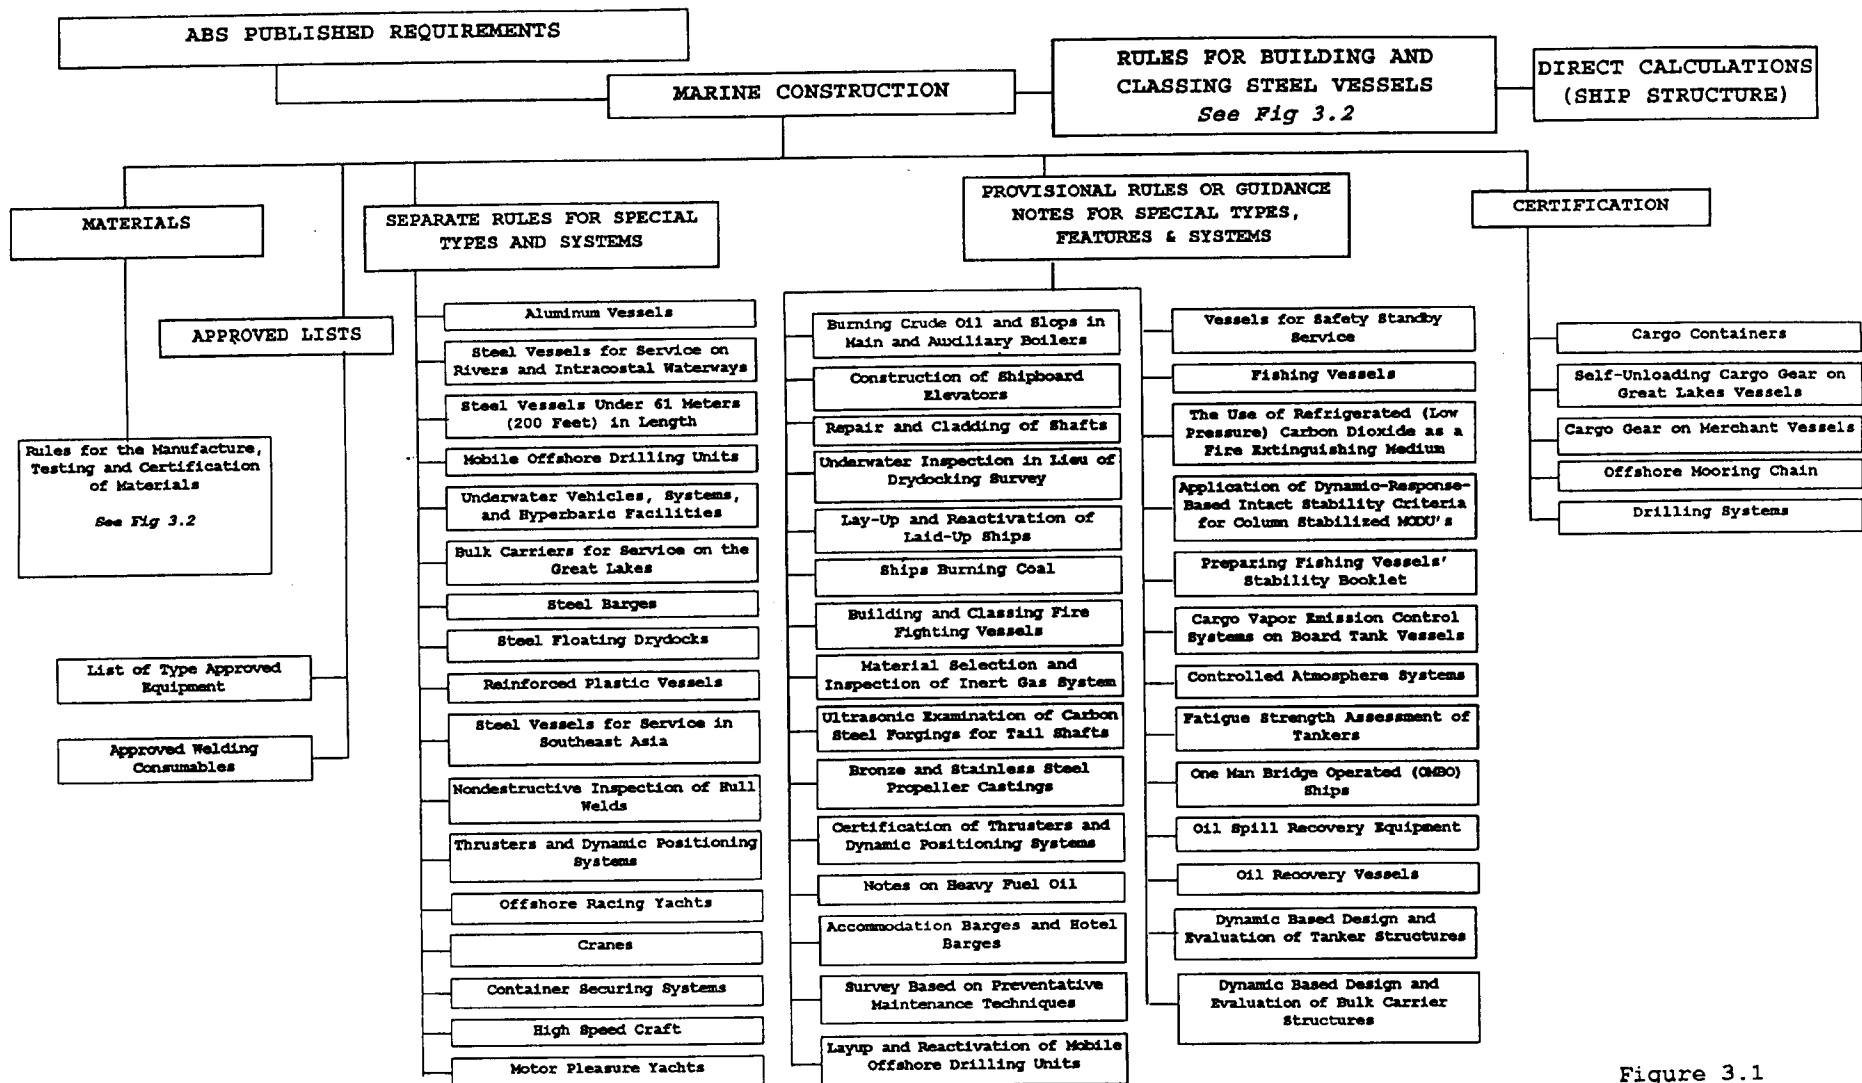 ABS PUBLISHED REQUIREMENTS
MARINE CONSTRUCTION
RULES FOR BUILDING AND
CLASSING STEEL VESSELS
See Fig 3.2
DIRECT CALCULATIONS
(SHIP STRUCTURE)
MATERIALS
Rules for the Manufacture,
Testing and Certification
of Materials
See Fig 3.2
APPROVED LISTS
List of Type Approved
Equipment
Approved Welding
Consumables
SEPARATE RULES FOR SPECIAL
TYPES AND SYSTEMS
Aluminum Vessels
Steel Vessels for Service on
Rivers and Intracostal Waterways
Steel Vessels Under 61 Meters
(200 Feet) in Length
Mobile Offshore Drilling Units
Underwater Vehicles, Systems,
and Hyperbaric Facilities
Bulk Carriers for Service on the
Great Lakes
Steel Barges
Steel Floating Drydocks
Reinforced Plastic Vessels
Steel Vessels for Service in
Southeast Asia
Nondestructive Inspection of Hull
Welds
Thrusters and Dynamic Positioning
Systems
Offshore Racing Yachts
Cranes
Container Securing Systems
High Speed Craft
Motor Pleasure Yachts
PROVISIONAL RULES OR GUIDANCE
NOTES FOR SPECIAL TYPES,
FEATURES & SYSTEMS
Burning Crude Oil and Slops in
Main and Auxiliary Boilers
Construction of Shipboard
Elevators
Repair and Cladding of Shafts
Underwater Inspection in Lieu of
Drydocking Survey
Lay-Up and Reactivation of
Laid-Up Ships
Ships Burning Coal
Building and Classing Fire
Fighting Vessels
Material Selection and
Inspection of Inert Gas System
Ultrasonic Examination of Carbon
Steel Forgings for Tail Shafts
Bronze and Stainless Steel
Propeller Castings
Certification of Thrusters and
Dynamic Positioning Systems
Notes on Heavy Fuel Oil
Accommodation Barges and Hotel
Barges
Survey Based on Preventative
Maintenance Techniques
Layup and Reactivation of Mobile
Offshore Drilling Units
Vessels for Safety Standby
Service
Fishing Vessels
The Use of Refrigerated (Low
Pressure) Carbon Dioxide as a
Fire Extinguishing Medium
Application of Dynamic-Response-
Based Intact Stability Criteria
for Column Stabilized MODU's
Preparing Fishing Vessels'
Stability Booklet
Cargo Vapor Emission Control
Systems on Board Tank Vessels
Controlled Atmosphere Systems
Fatigue Strength Assessment of
Tankers
One Man Bridge Operated (OMBO)
Ships
Oil Spill Recovery Equipment
Oil Recovery Vessels
Dynamic Based Design and
Evaluation of Tanker Structures
Dynamic Based Design and
Evaluation of Bulk Carrier
Structures
CERTIFICATION
Cargo Containers
Self-Unloading Cargo Gear on
Great Lakes Vessels
Cargo Gear on Merchant Vessels
Offshore Mooring Chain
Drilling Systems
Figure 3.1